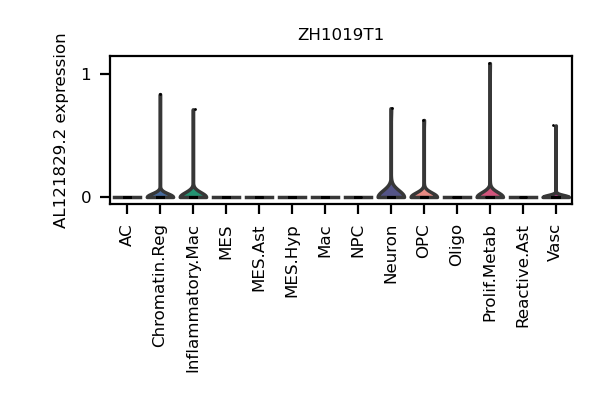 ZH1019T1
AL121829.2 expression
1
0
AC
Chromatin.Reg
Inflammatory.Mac
MES
MES.Ast
MES.Hyp
Mac
NPC
Neuron
OPC
Oligo
Prolif.Metab
Reactive.Ast
Vasc